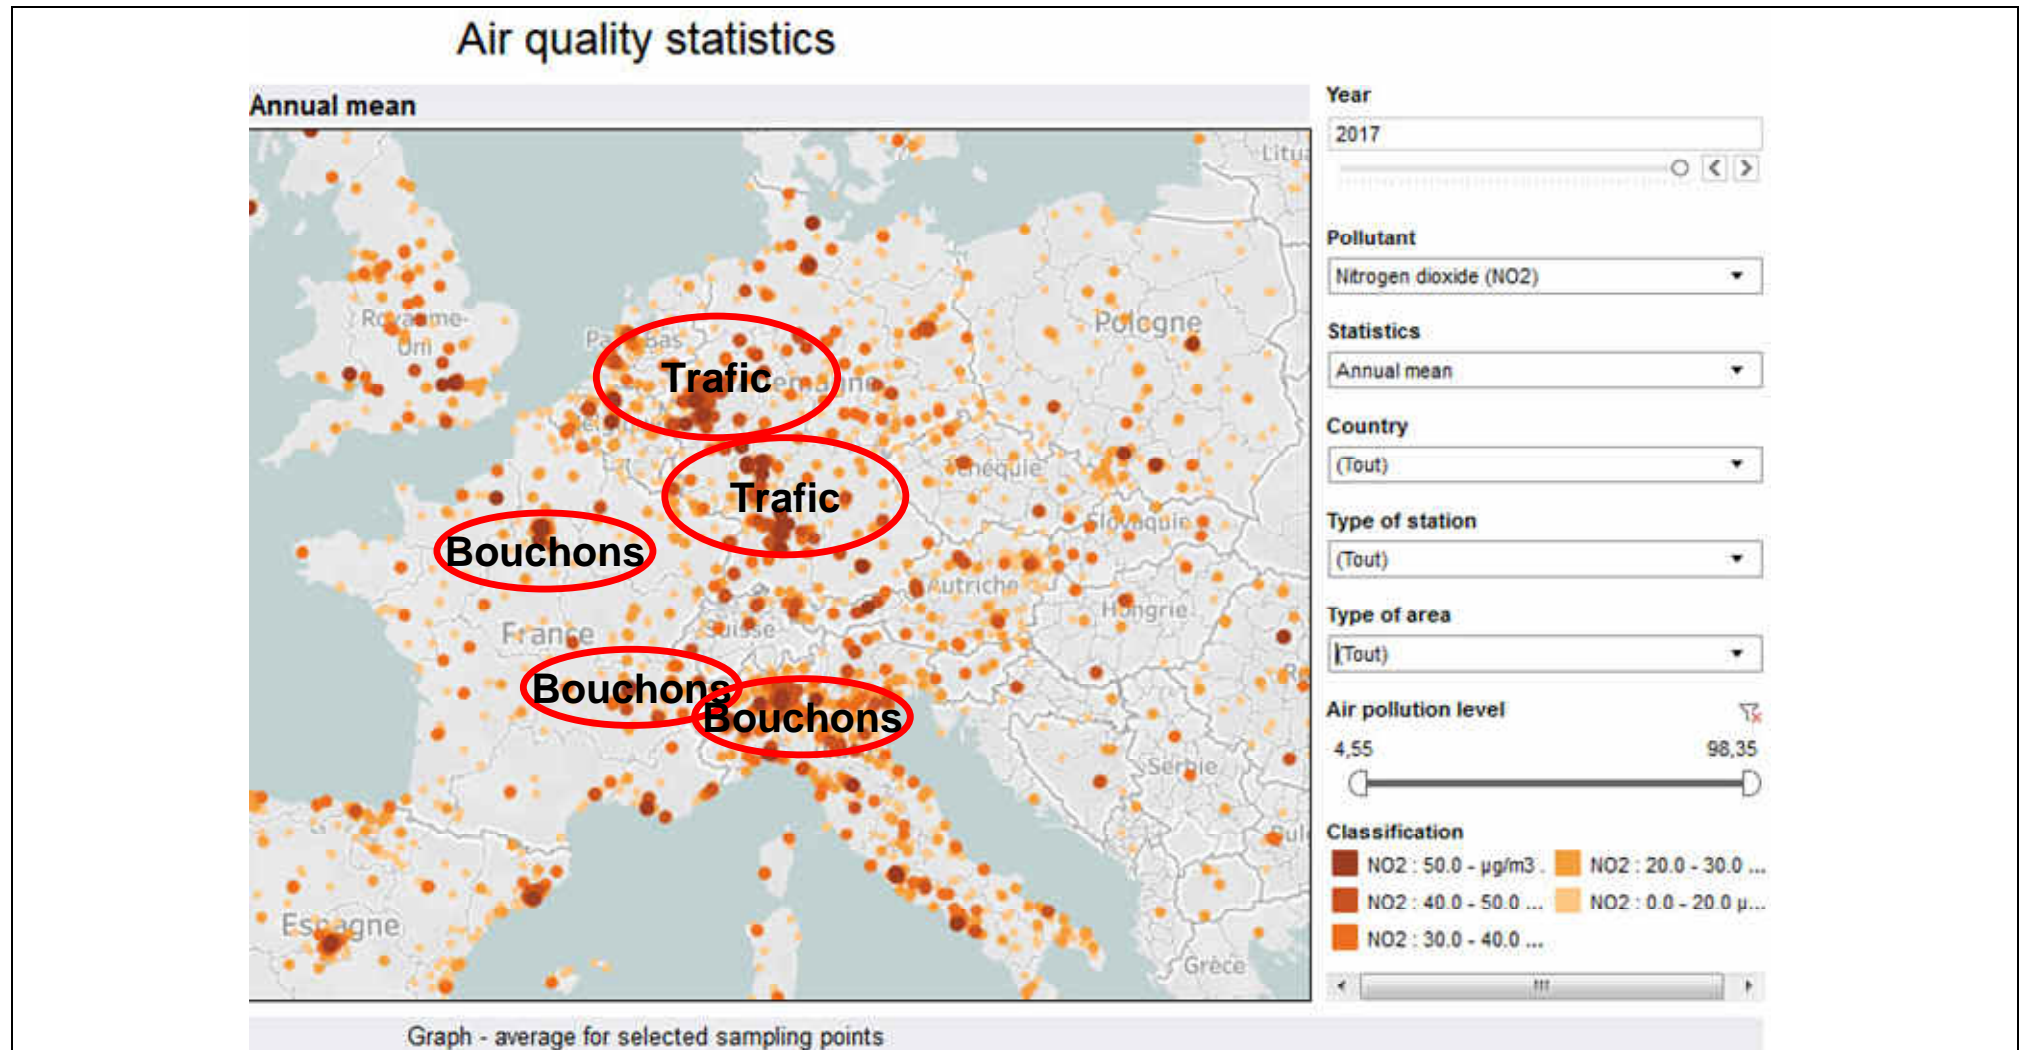 Air quality statistics
Annual mean
Royaume-
Uni
Pologne
Trafic
Trafic
Bouchons
Tchéquie
Slovaquie
Autriche
Hongrie
Suisse
France
Bouchons
Bouchons
Serbie
Espagne
Grèce
Year
2017
Pollutant
Nitrogen dioxide (NO2)
Statistics
Annual mean
Country
(Tout)
Type of station
(Tout)
Type of area
(Tout)
Air pollution level
4,55 98,35
Classification
NO2 : 50.0 - µg/m3 . NO2 : 20.0 - 30.0 ...
NO2 : 40.0 - 50.0 ... NO2 : 0.0 - 20.0 µ...
NO2 : 30.0 - 40.0 ...
Graph - average for selected sampling points